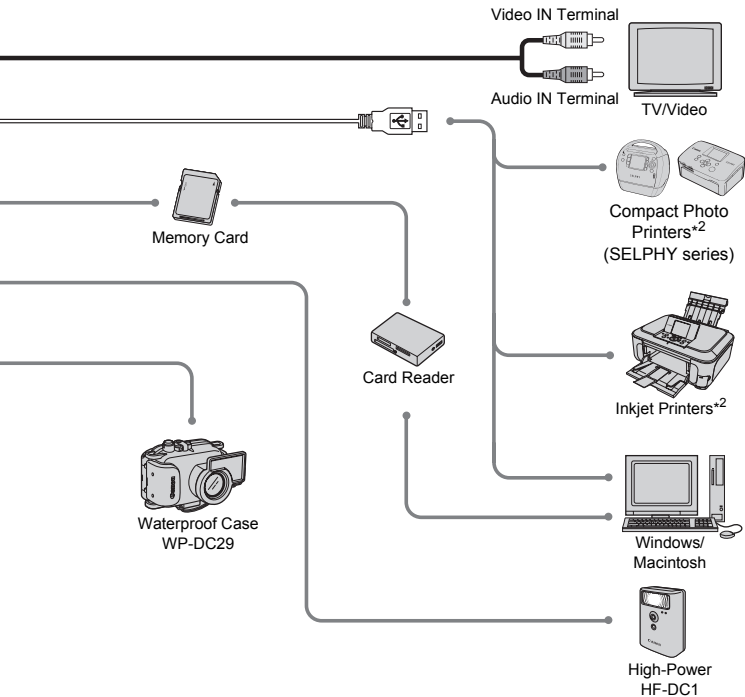 Video IN Terminal
Audio IN Terminal
TV/Video
Compact Photo
Printers*2
(SELPHY series)
Memory Card
Card Reader
Inkjet Printers*2
Waterproof Case
WP-DC29
Windows/
Macintosh
High-Power
HF-DC1